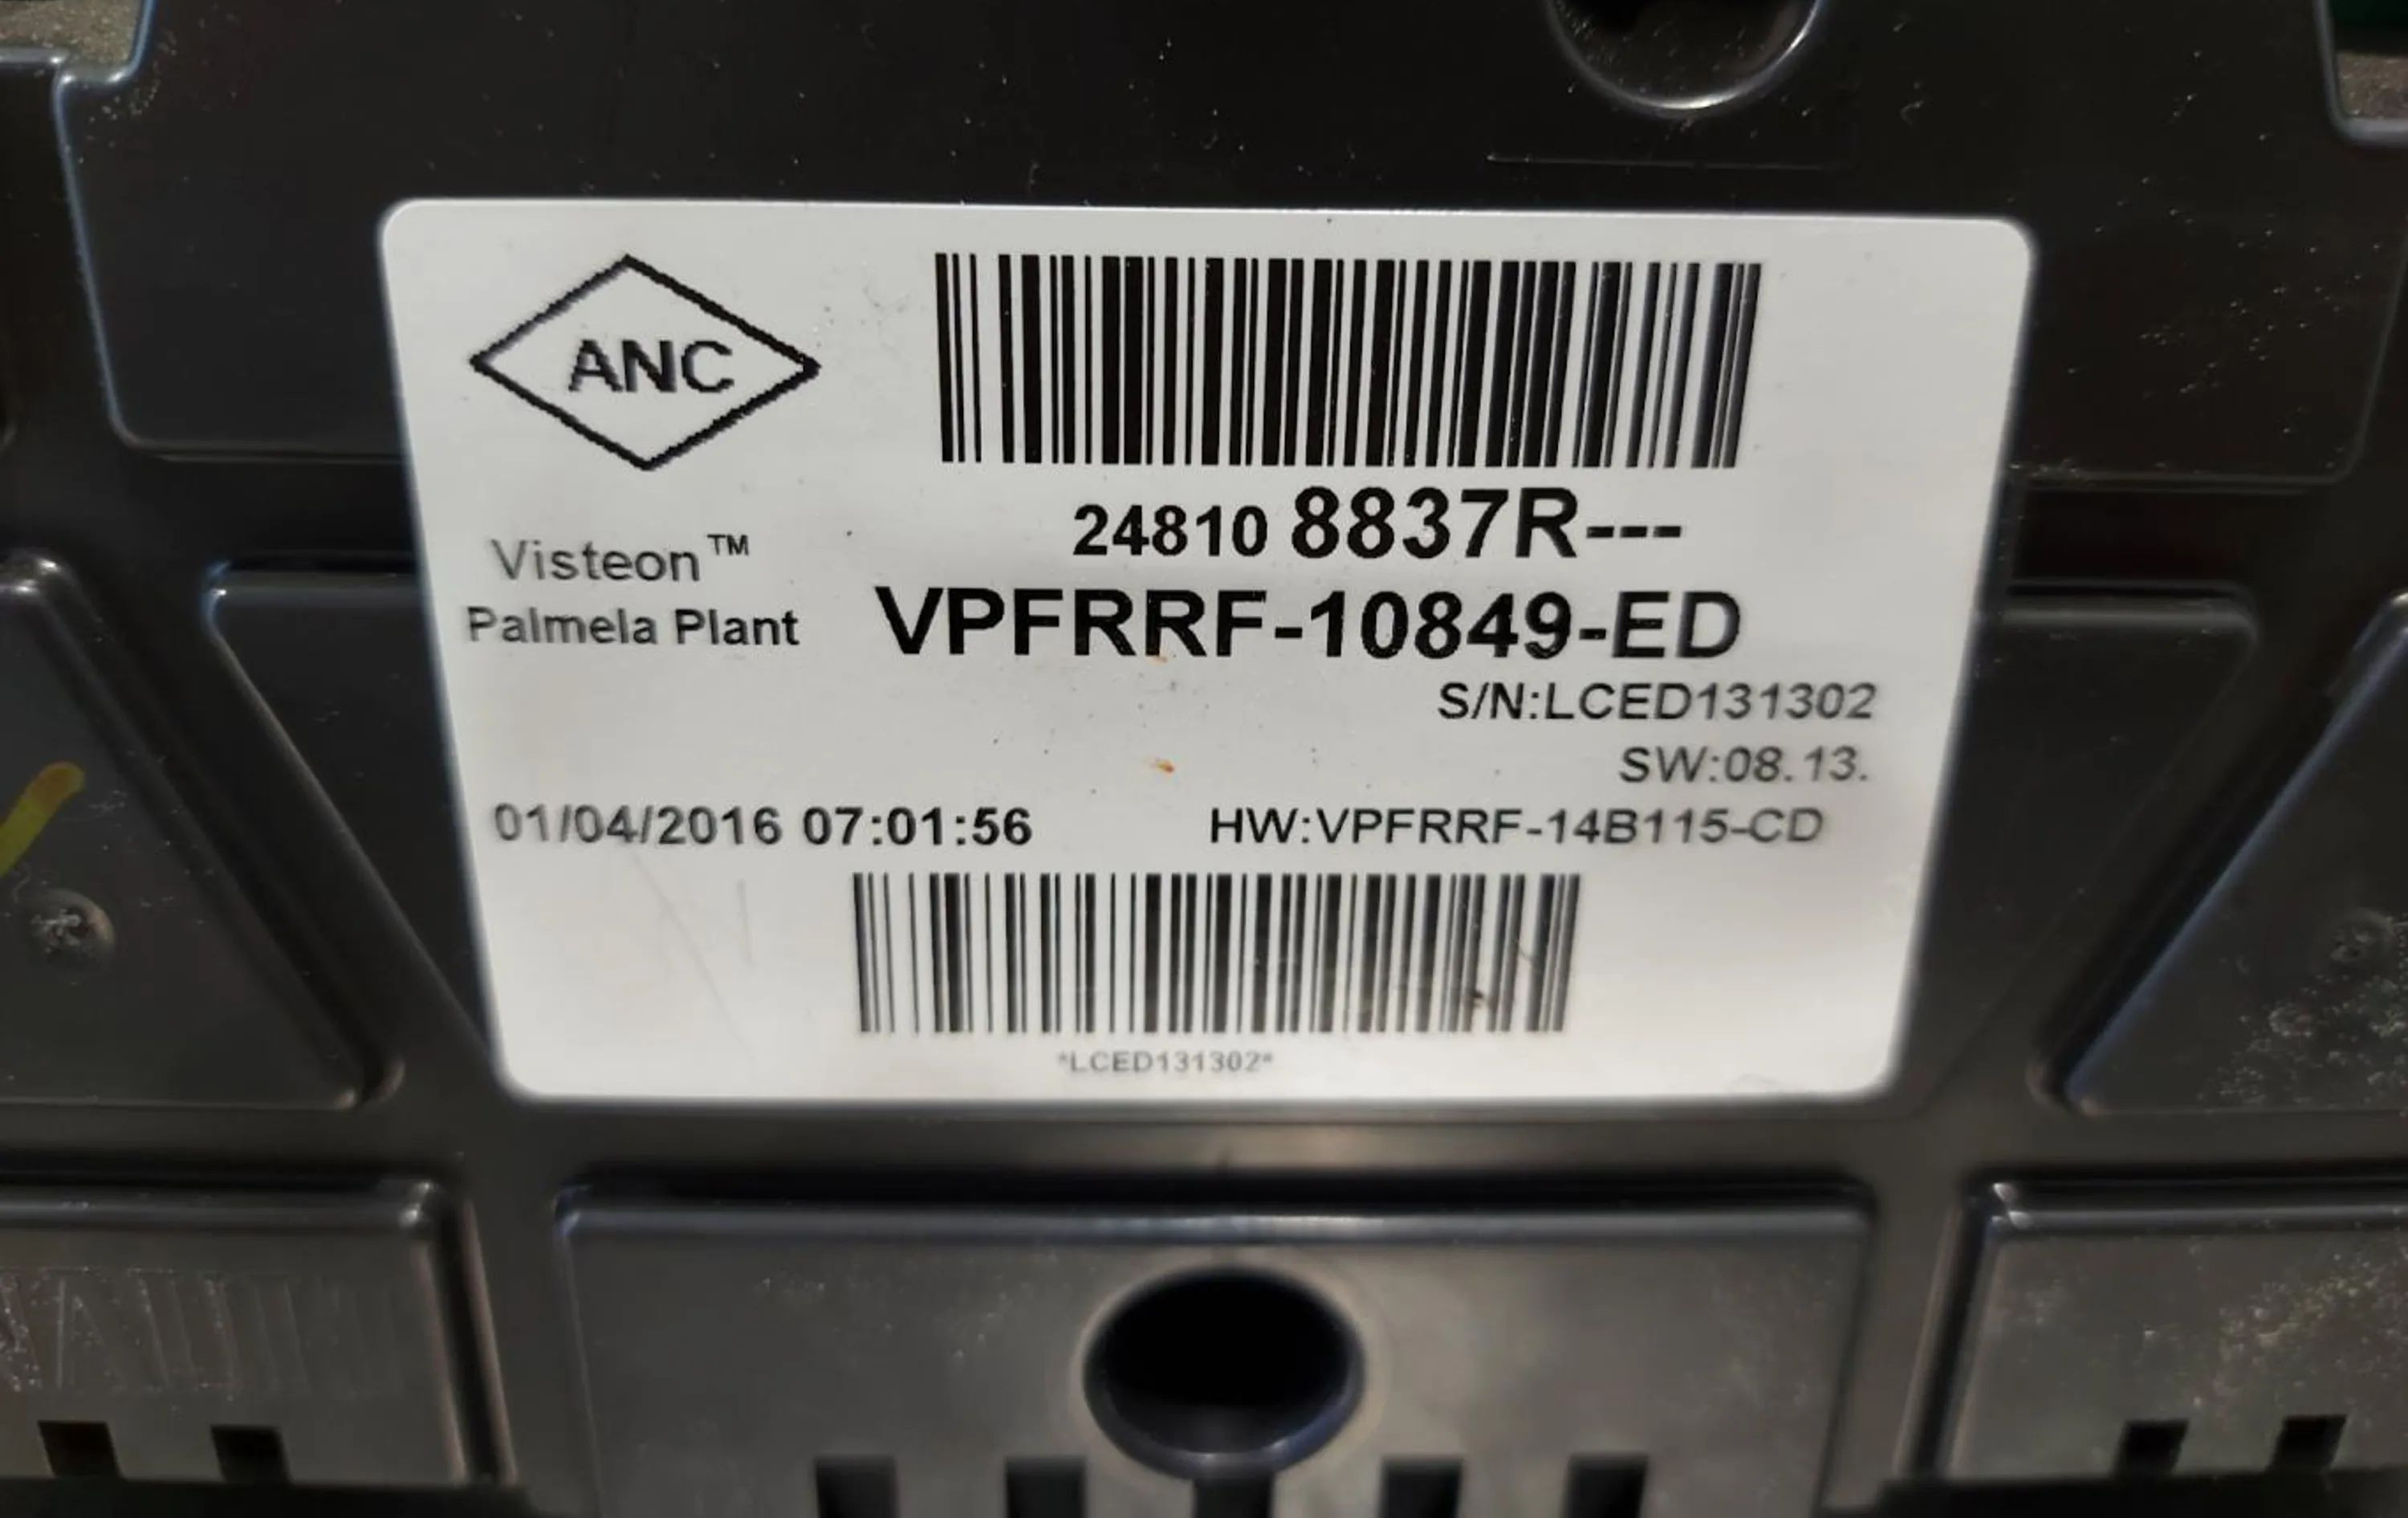 ANC
Visteon™
Palmela Plant
24810 8837R---
VPFRRF-10849-ED
S/N:LCED131302
SW:08.13.
01/04/2016 07:01:56
HW:VPFRRF-14B115-CD
*LCED131302*